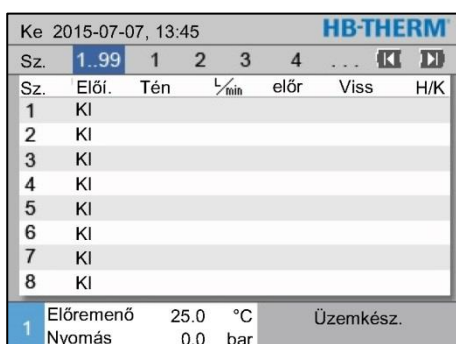 Ke 2015-07-07, 13:45 HB-THERM
Sz. 1..99 1 2 3 4 ...
Sz. Előí. Tén L/min előr Viss H/K
1 KI
2 KI
3 KI
4 KI
5 KI
6 KI
7 KI
8 KI
1 Előremenő 25.0 °C Üzemkész.
Nyomás 0.0 bar